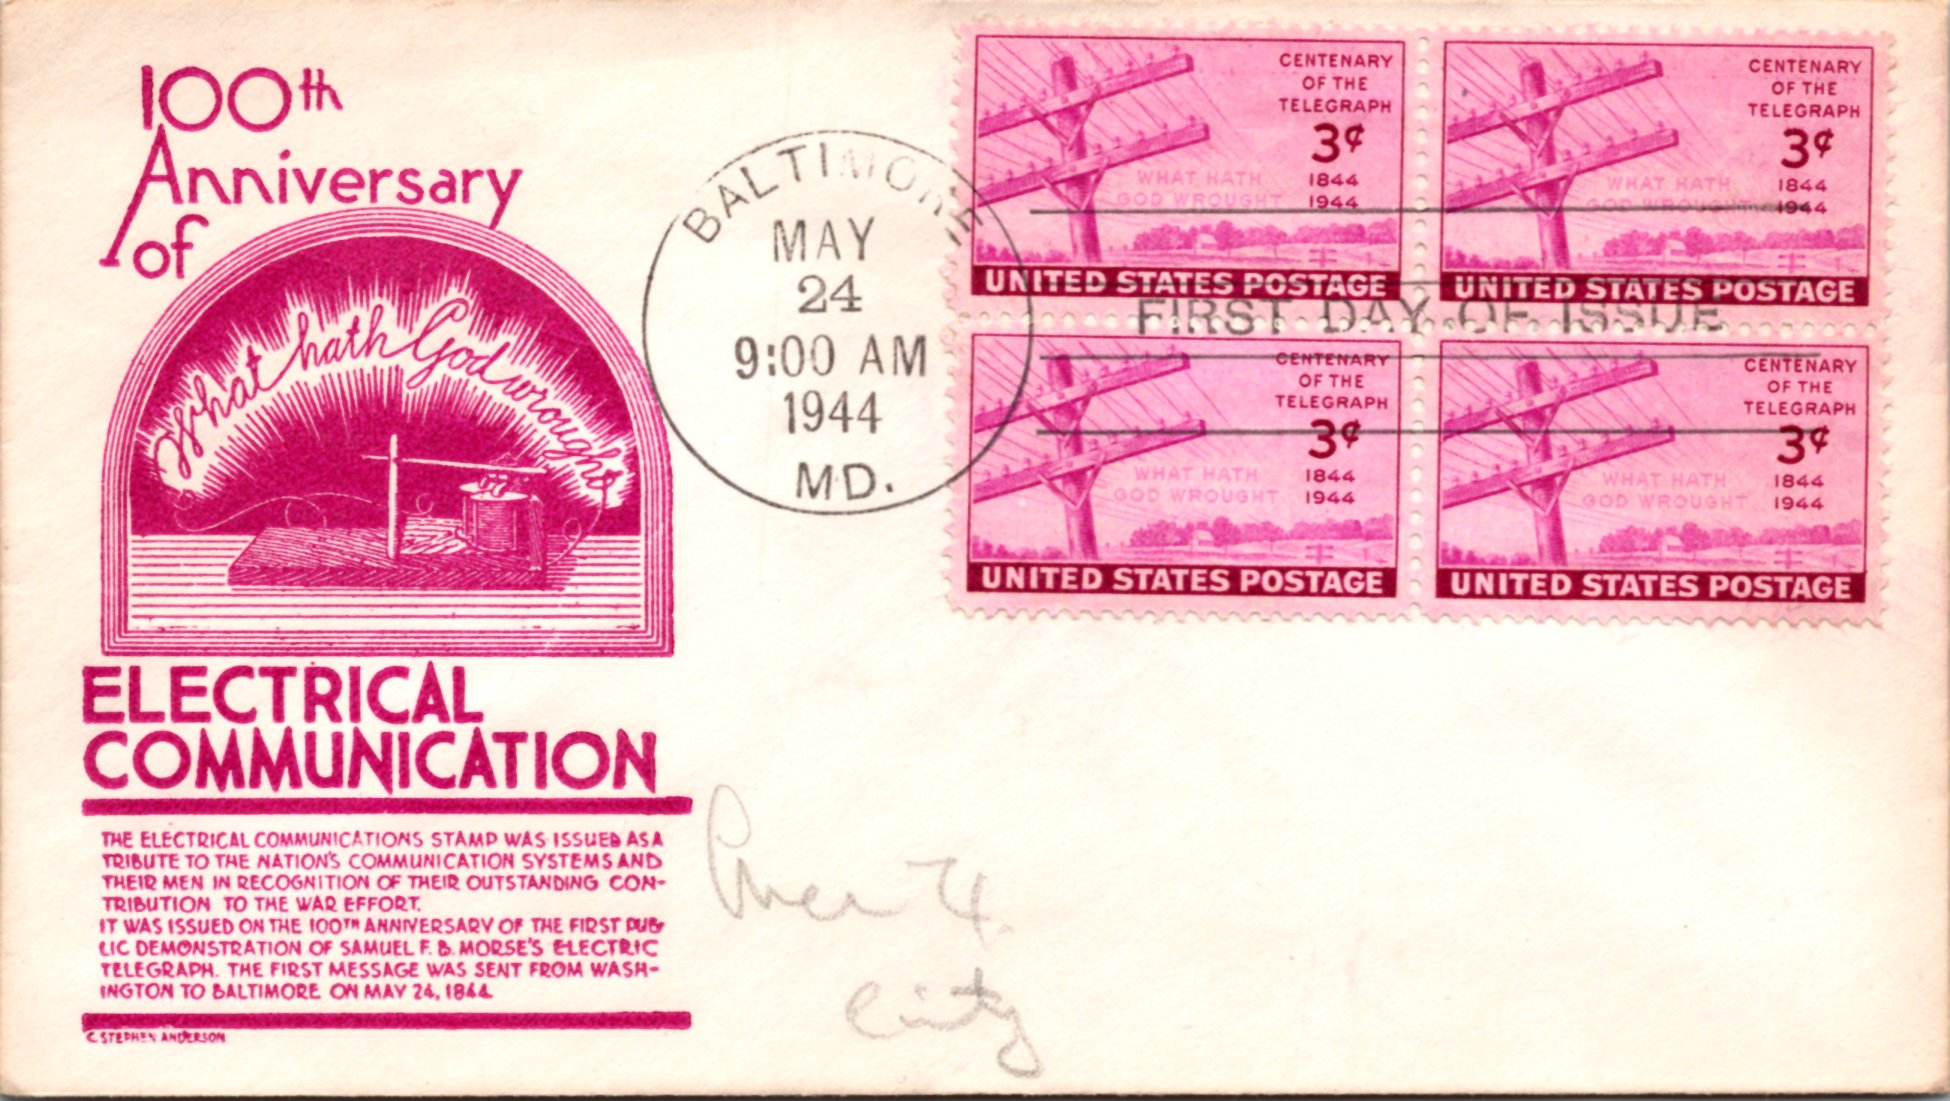 100th
Anniversary
of
What hath God wrought
ELECTRICAL
COMMUNICATION
THE ELECTRICAL COMMUNICATIONS STAMP WAS ISSUED AS A
TRIBUTE TO THE NATION'S COMMUNICATION SYSTEMS AND
THEIR MEN IN RECOGNITION OF THEIR OUTSTANDING CON-
TRIBUTION TO THE WAR EFFORT.
IT WAS ISSUED ON THE 100TH ANNIVERSARY OF THE FIRST PUB-
LIC DEMONSTRATION OF SAMUEL F. B. MORSE'S ELECTRIC
TELEGRAPH. THE FIRST MESSAGE WAS SENT FROM WASH-
INGTON TO BALTIMORE ON MAY 24, 1844
C. STEPHEN ANDERSON
BALTIMORE
MAY
24
9:00 AM
1944
MD.
CENTENARY
OF THE
TELEGRAPH
3¢
1844
1944
WHAT HATH
GOD WROUGHT
UNITED STATES POSTAGE
CENTENARY
OF THE
TELEGRAPH
3¢
1844
1944
WHAT HATH
GOD WROUGHT
UNITED STATES POSTAGE
FIRST DAY OF ISSUE
CENTENARY
OF THE
TELEGRAPH
3¢
1844
1944
WHAT HATH
GOD WROUGHT
UNITED STATES POSTAGE
CENTENARY
OF THE
TELEGRAPH
3¢
1844
1944
WHAT HATH
GOD WROUGHT
UNITED STATES POSTAGE
City